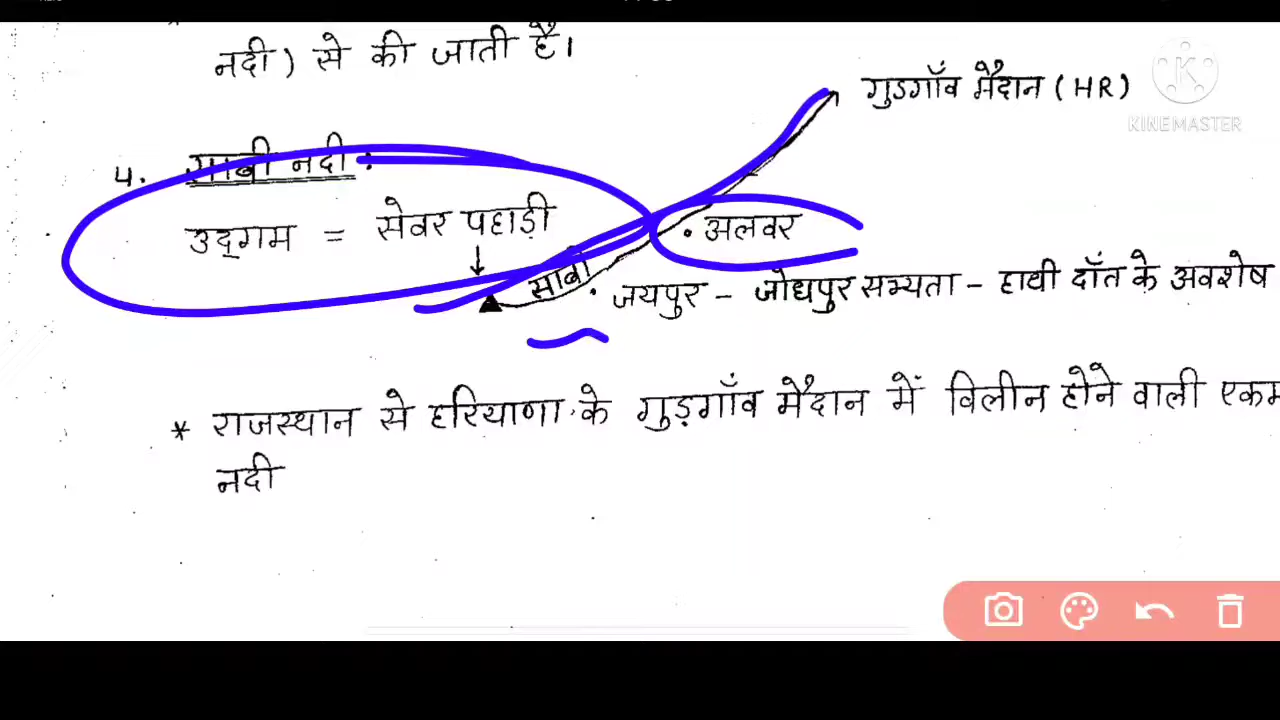 नदी) से की जाती है।
गुडगाँव मैदान (HR)
KINEMASTER
4. साबी नदी :
उद्गम = सेवर पहाड़ी
. अलवर
साबी . जयपुर - जोधपुर सभ्यता - हाथी दाँत के अवशेष
* राजस्थान से हरियाणा के गुड़गाँव मैदान में विलीन होने वाली एकम
नदी